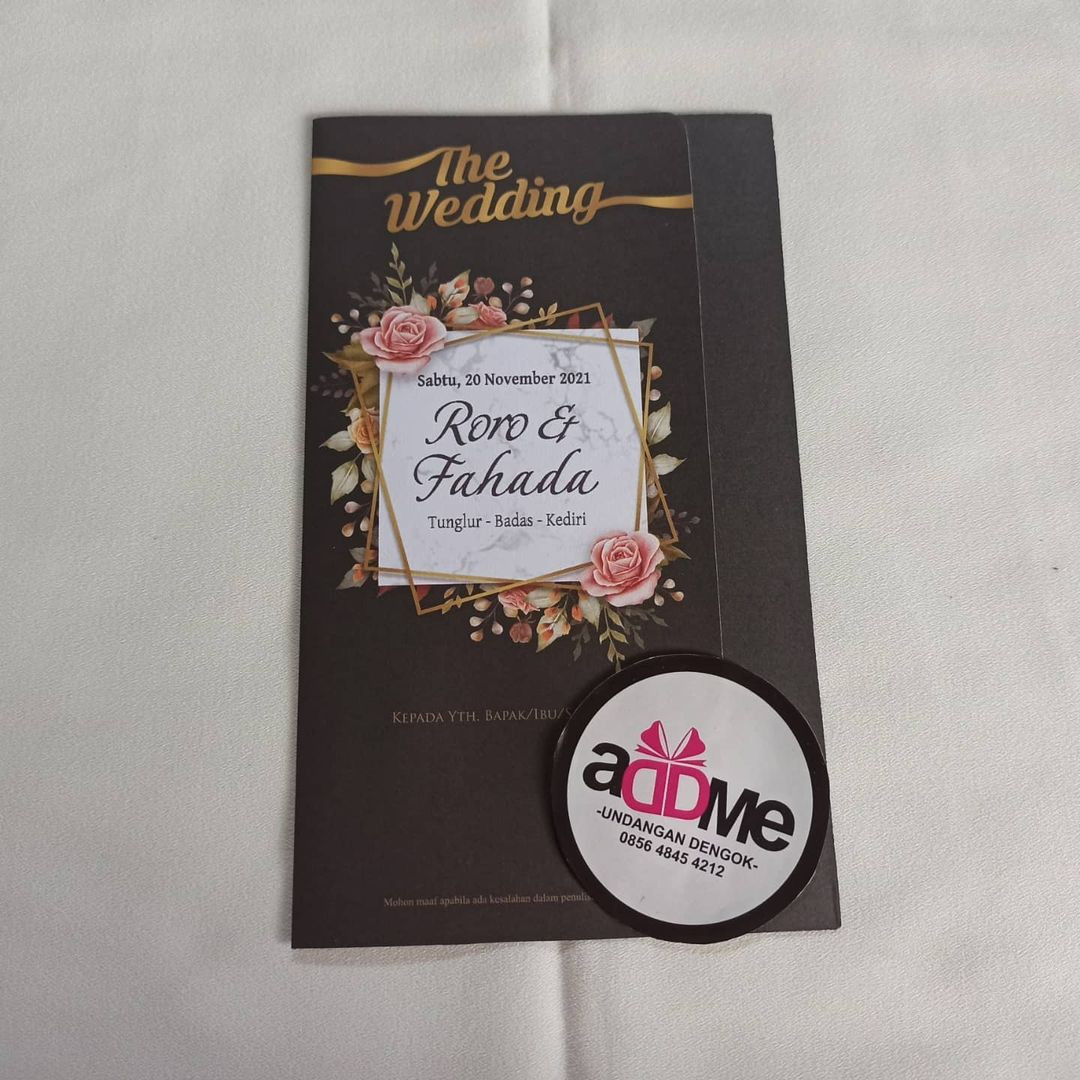 The
Wedding
Sabtu, 20 November 2021
Roro &
Fahada
Tunglur - Badas - Kediri
KEPADA YTH. BAPAK/IBU/S
Mohon maaf apabila ada kesalahan dalam
aDDMe
-UNDANGAN DENGOK-
0856 4845 4212